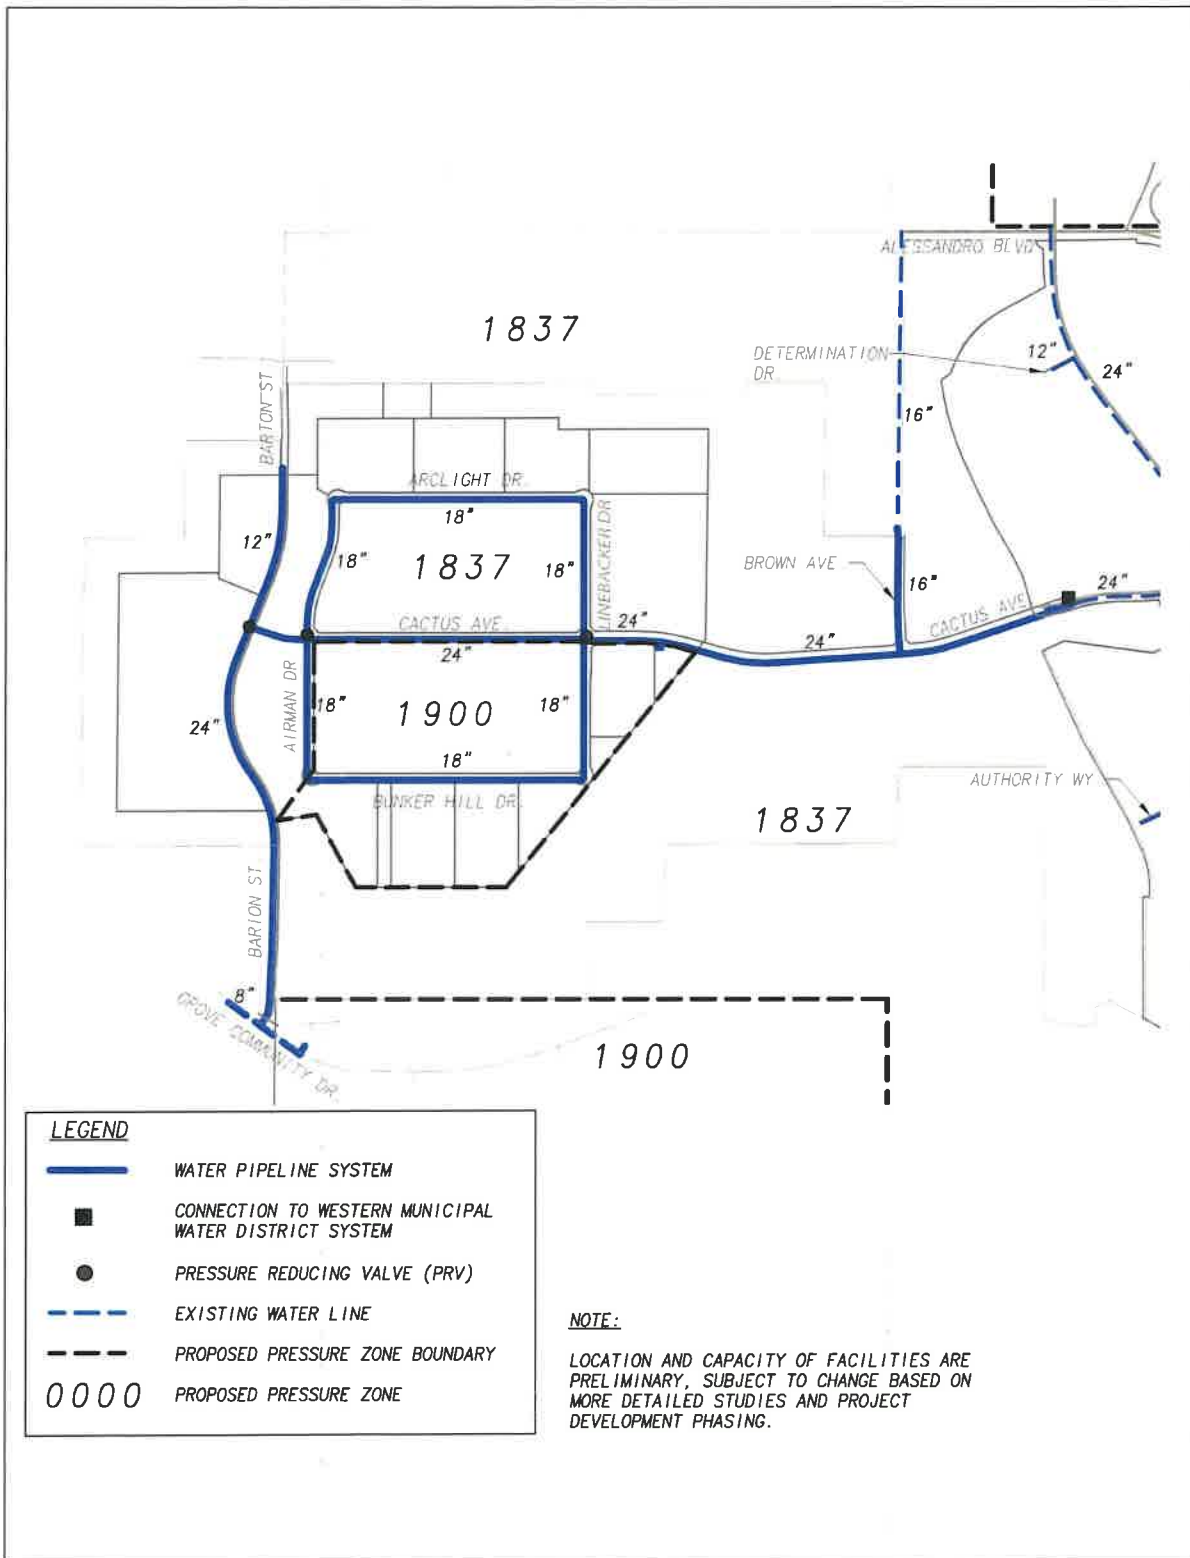 ALESSANDRO BLVD
1837
DETERMINATION
DR
12"
24"
16"
BARTON ST
ARCLIGHT DR.
18"
12"
18"
1837
18"
LINEBACKER DR
BROWN AVE
16"
24"
CACTUS AVE
CACTUS AVE.
24"
24"
24"
AIRMAN DR
18"
1900
18"
24"
18"
BUNKER HILL DR.
AUTHORITY WY
1837
BARTON ST
8"
GROVE COMMUNITY DR.
1900
LEGEND
WATER PIPELINE SYSTEM
CONNECTION TO WESTERN MUNICIPAL
WATER DISTRICT SYSTEM
PRESSURE REDUCING VALVE (PRV)
EXISTING WATER LINE
PROPOSED PRESSURE ZONE BOUNDARY
0000 PROPOSED PRESSURE ZONE
NOTE:
LOCATION AND CAPACITY OF FACILITIES ARE
PRELIMINARY, SUBJECT TO CHANGE BASED ON
MORE DETAILED STUDIES AND PROJECT
DEVELOPMENT PHASING.